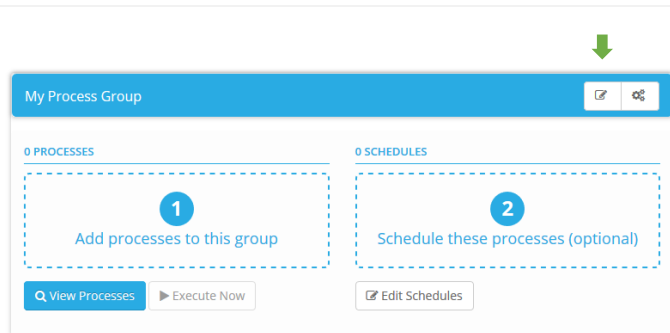 My Process Group
0 PROCESSES
0 SCHEDULES
1
Add processes to this group
2
Schedule these processes (optional)
View Processes
Execute Now
Edit Schedules